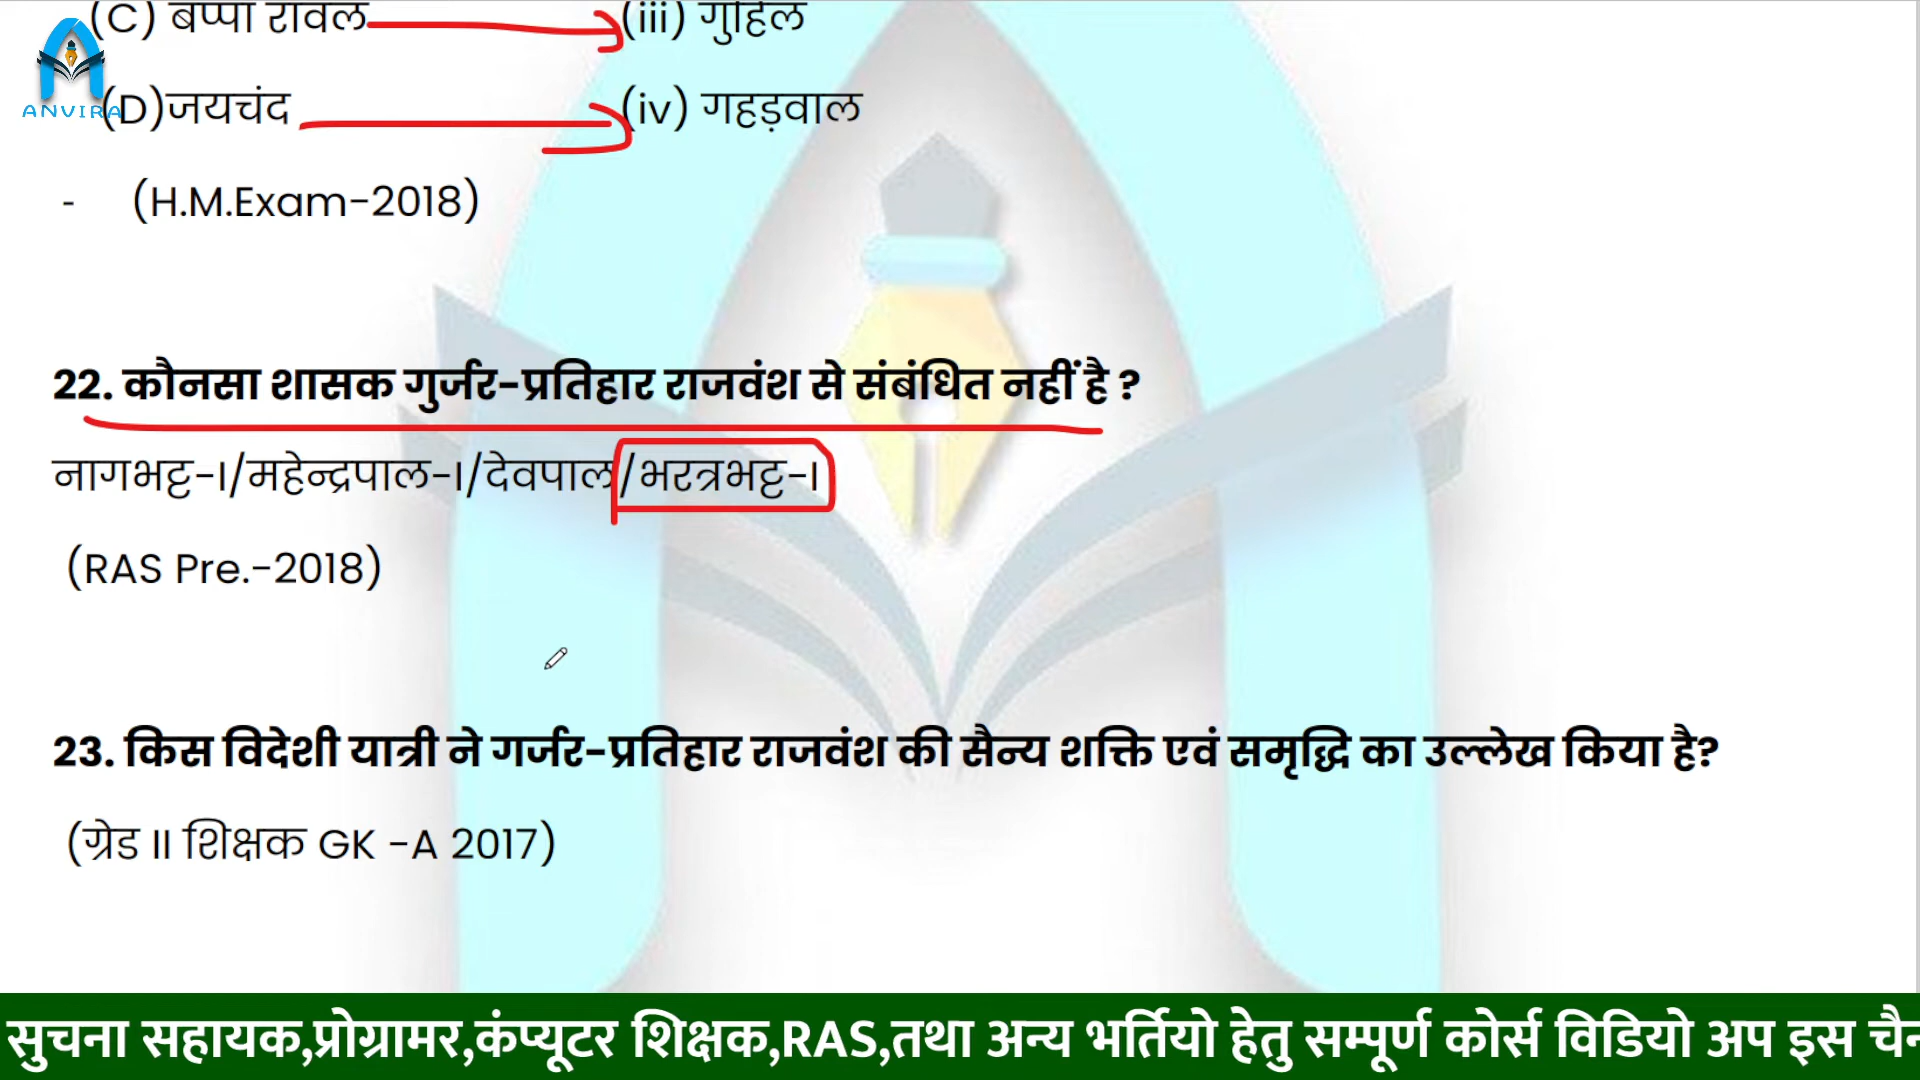 (C) बप्पा रावल (iii) गुहिल
ANVIRA
(D)जयचंद (iv) गहड़वाल
- (H.M.Exam-2018)
22. कौनसा शासक गुर्जर-प्रतिहार राजवंश से संबंधित नहीं है ?
नागभट्ट-I/महेन्द्रपाल-I/देवपाल/भरत्रभट्ट-I
(RAS Pre.-2018)
23. किस विदेशी यात्री ने गर्जर-प्रतिहार राजवंश की सैन्य शक्ति एवं समृद्धि का उल्लेख किया है?
(ग्रेड II शिक्षक GK -A 2017)
सुचना सहायक,प्रोग्रामर,कंप्यूटर शिक्षक,RAS,तथा अन्य भर्तियो हेतु सम्पूर्ण कोर्स विडियो अप इस